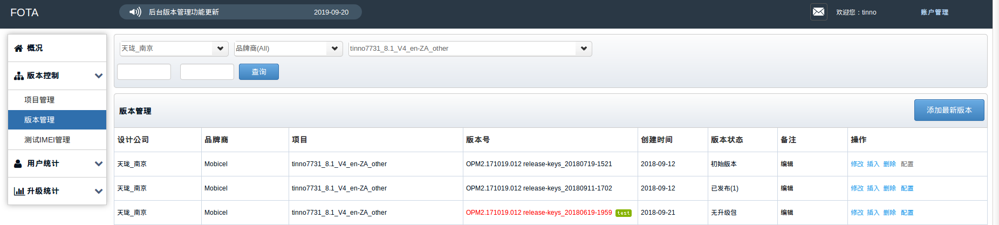 FOTA 后台版本管理功能更新 2019-09-20 欢迎您：tinno 账户管理
概况
版本控制
项目管理
版本管理
测试IMEI管理
用户统计
升级统计
天珑_南京 品牌商(All) tinno7731_8.1_V4_en-ZA_other
查询
版本管理 添加最新版本
设计公司 品牌商 项目 版本号 创建时间 版本状态 备注 操作
天珑_南京 Mobicel tinno7731_8.1_V4_en-ZA_other OPM2.171019.012 release-keys_20180719-1521 2018-09-12 初始版本 编辑 修改 插入 删除 配置
天珑_南京 Mobicel tinno7731_8.1_V4_en-ZA_other OPM2.171019.012 release-keys_20180911-1702 2018-09-12 已发布(1) 编辑 修改 插入 删除 配置
天珑_南京 Mobicel tinno7731_8.1_V4_en-ZA_other OPM2.171019.012 release-keys_20180619-1959 test 2018-09-21 无升级包 编辑 修改 插入 删除 配置